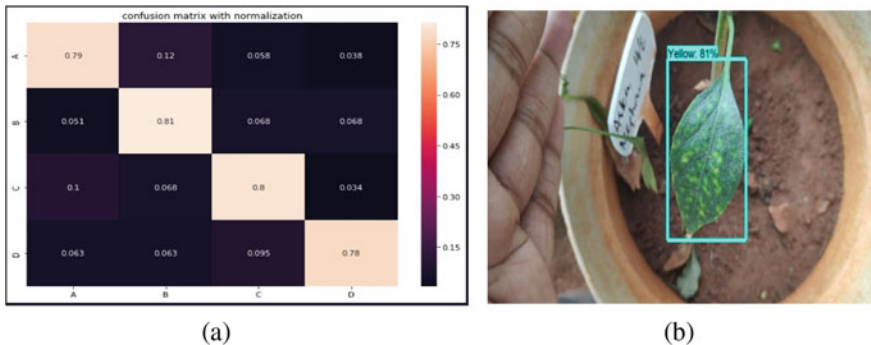 confusion matrix with normalization
A 0.79 0.12 0.058 0.038
B 0.051 0.81 0.068 0.068
C 0.1 0.068 0.8 0.034
D 0.063 0.063 0.095 0.78
A B C D
0.75
0.60
0.45
0.30
0.15
Yellow: 81%
(a) (b)